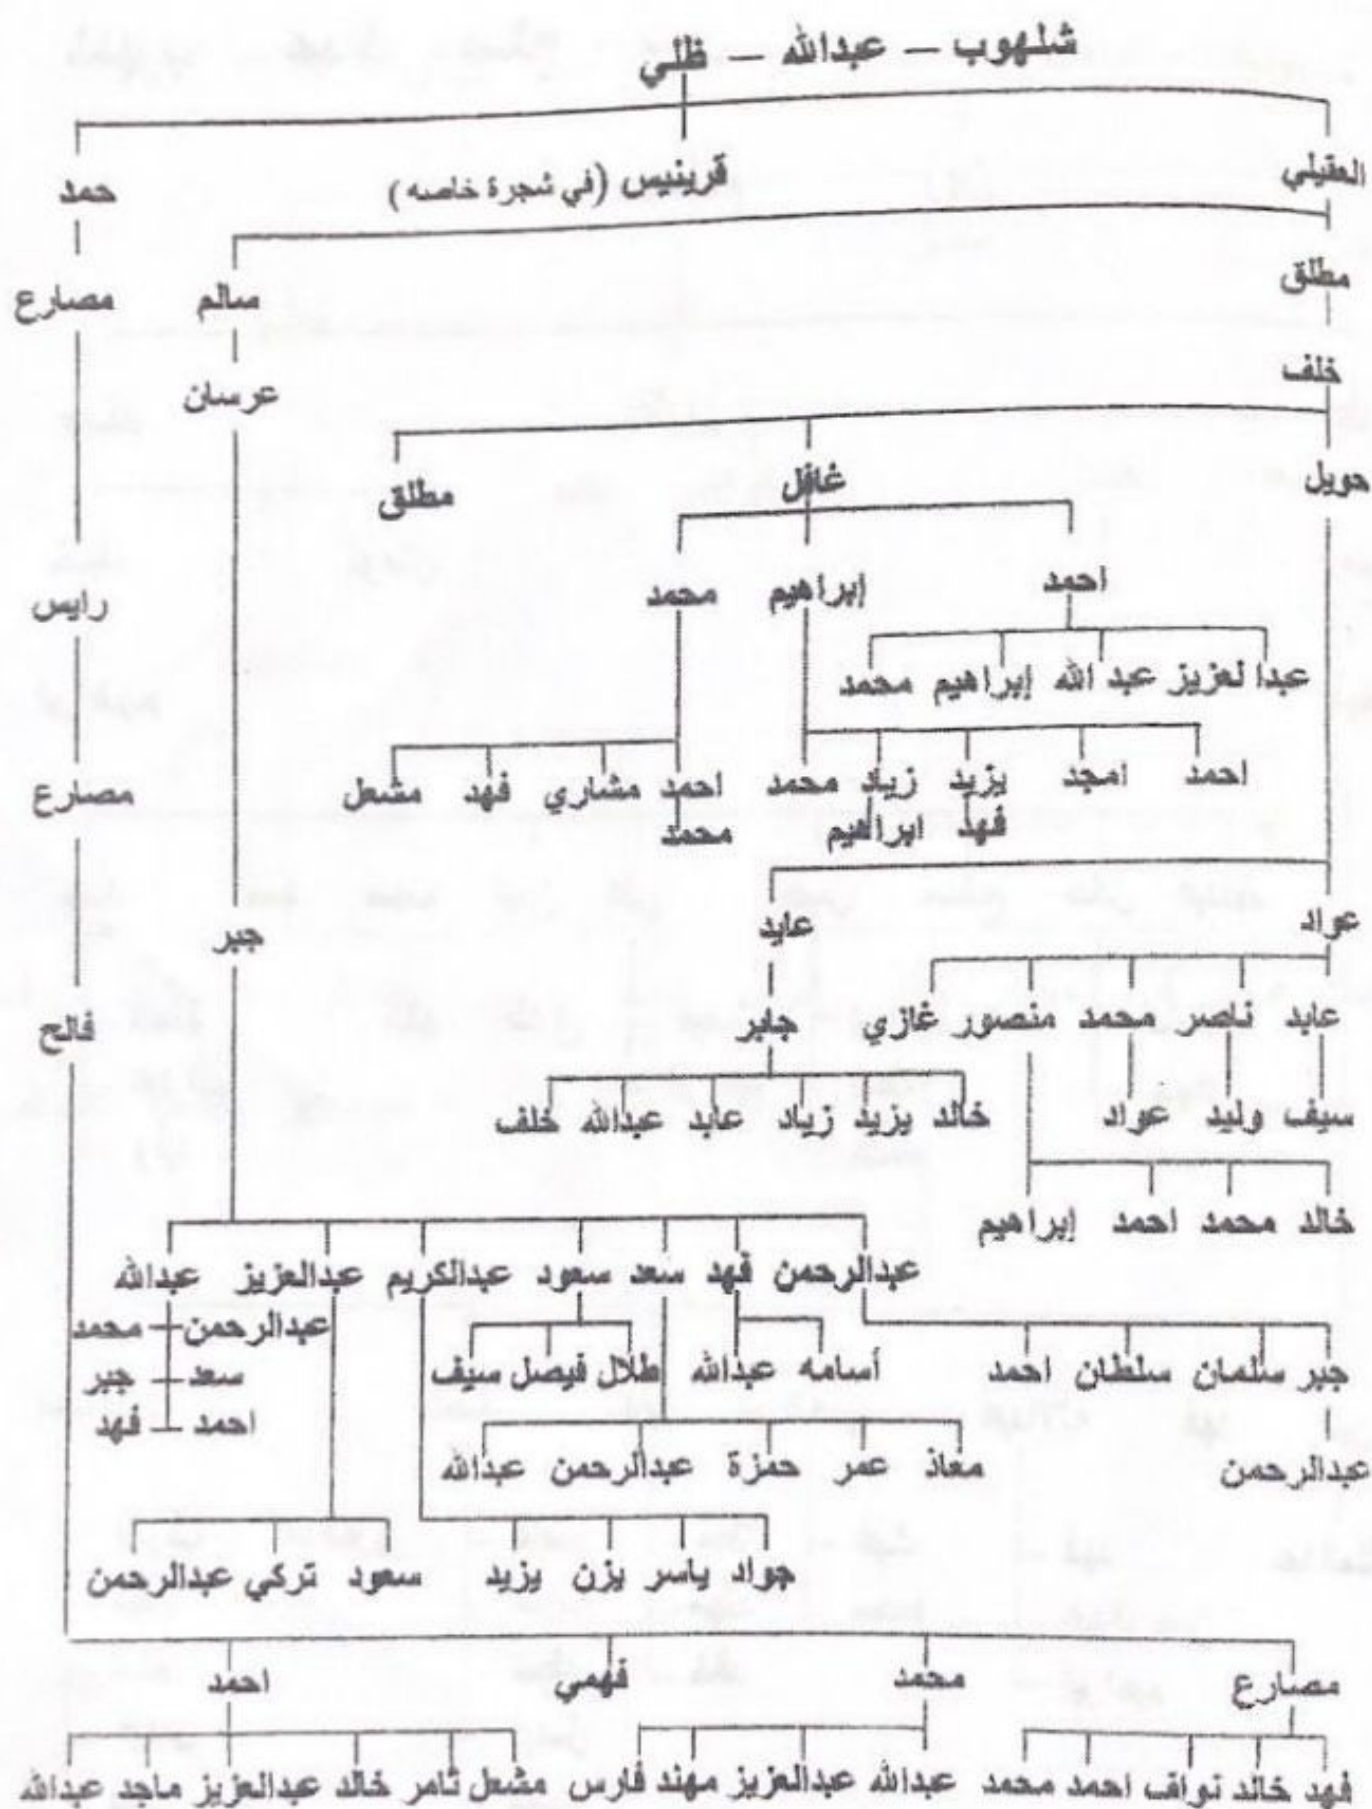 شلهوب – عبدالله – ظلي
العقيلي قرينيس (في شجرة خاصه) حمد
مطلق سالم مصارع
خلف عرسان
حويل غافل مطلق
احمد إبراهيم محمد رايس
عبدا لعزيز عبد الله إبراهيم محمد
احمد امجد يزيد زياد محمد احمد مشاري فهد مشعل مصارع
فهد ابراهيم محمد
عواد عايد جبر
عابد ناصر محمد منصور غازي جابر فالح
سيف وليد عواد خالد يزيد زياد عابد عبدالله خلف
خالد محمد احمد إبراهيم
عبدالرحمن فهد سعد سعود عبدالكريم عبدالعزيز عبدالله
عبدالرحمن محمد
جبر سلمان سلطان احمد أسامه عبدالله طلال فيصل سيف سعد جبر
احمد فهد
عبدالرحمن معاذ عمر حمزة عبدالرحمن عبدالله
جواد ياسر يزن يزيد سعود تركي عبدالرحمن
مصارع محمد فهمي احمد
فهد خالد نواف احمد محمد عبدالله عبدالعزيز مهند فارس مشعل ثامر خالد عبدالعزيز ماجد عبدالله